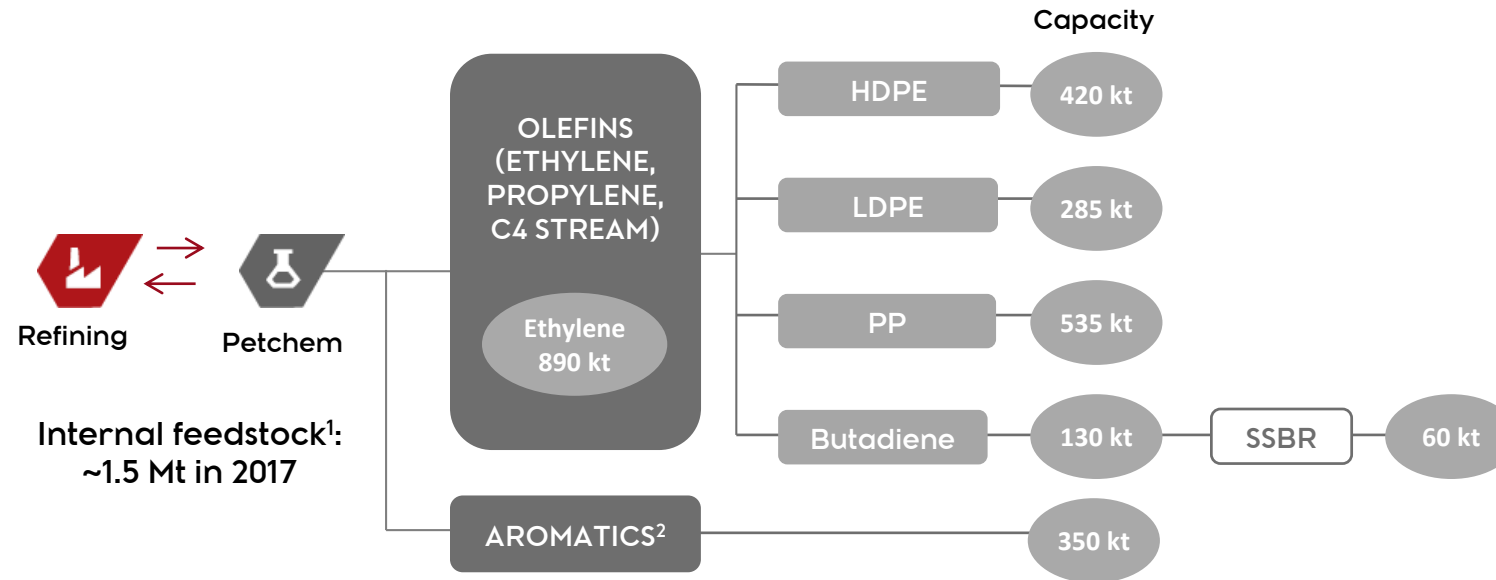 Capacity
HDPE
420 kt
OLEFINS
(ETHYLENE,
PROPYLENE,
C4 STREAM)
LDPE
285 kt
Refining
Petchem
Ethylene
890 kt
PP
535 kt
Internal feedstock¹:
~1.5 Mt in 2017
Butadiene
130 kt
SSBR
60 kt
AROMATICS²
350 kt